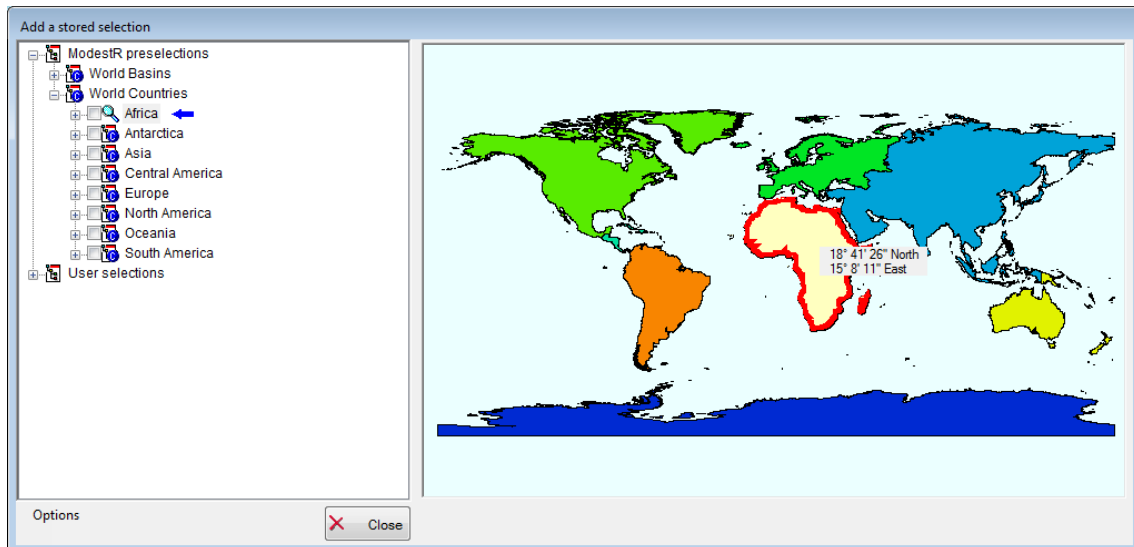 Add a stored selection
ModestR preselections
World Basins
World Countries
Africa
Antarctica
Asia
Central America
Europe
North America
Oceania
South America
User selections
18° 41' 26" North
15° 8' 11" East
Options
Close